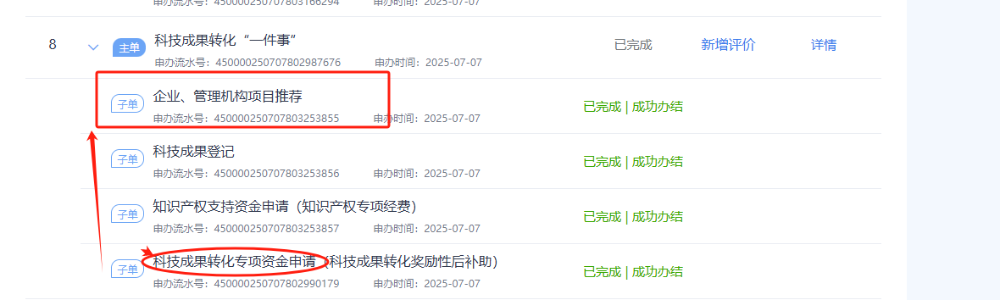 申办流水号：450000250707803166294 申办时间：2025-07-07
8 主单 科技成果转化“一件事” 已完成 新增评价 详情
申办流水号：450000250707802987676 申办时间：2025-07-07
子单 企业、管理机构项目推荐 已完成 | 成功办结
申办流水号：450000250707803253855 申办时间：2025-07-07
子单 科技成果登记 已完成 | 成功办结
申办流水号：450000250707803253856 申办时间：2025-07-07
子单 知识产权支持资金申请（知识产权专项经费） 已完成 | 成功办结
申办流水号：450000250707803253857 申办时间：2025-07-07
子单 科技成果转化专项资金申请（科技成果转化奖励性后补助） 已完成 | 成功办结
申办流水号：450000250707802990179 申办时间：2025-07-07